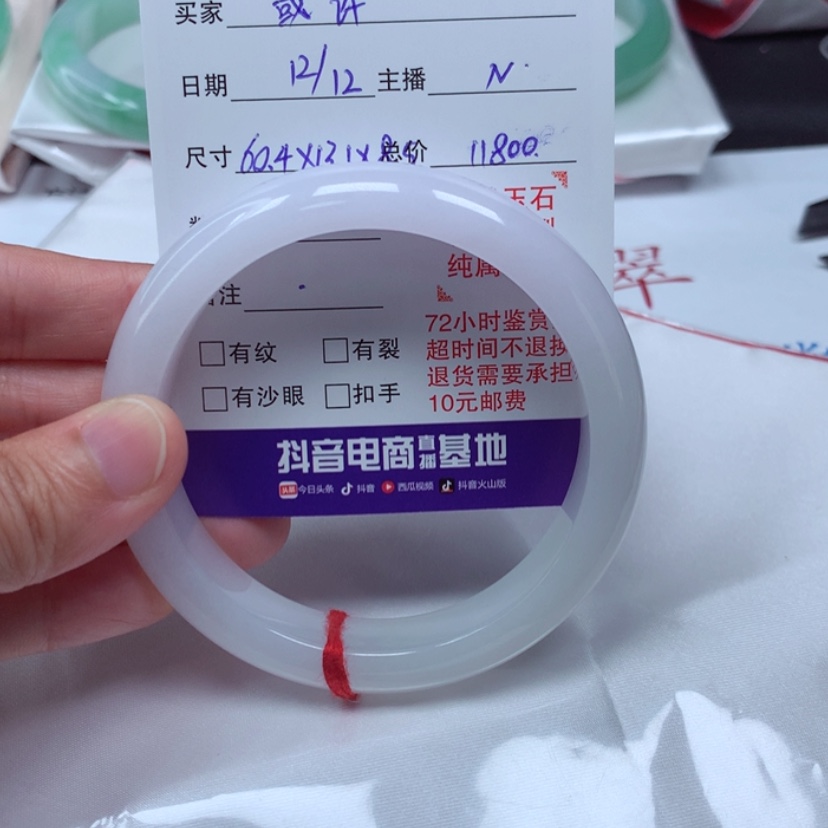 买家 或许
日期 12/12 主播 N
尺寸 60.4X12.1X 总价 11800
玉石
纯属
翠
注
72小时鉴赏
□有纹 □有裂
超时间不退换
退货需要承担
□有沙眼 □扣手
10元邮费
抖音电商直播基地
头条 今日头条 抖音 西瓜视频 抖音火山版